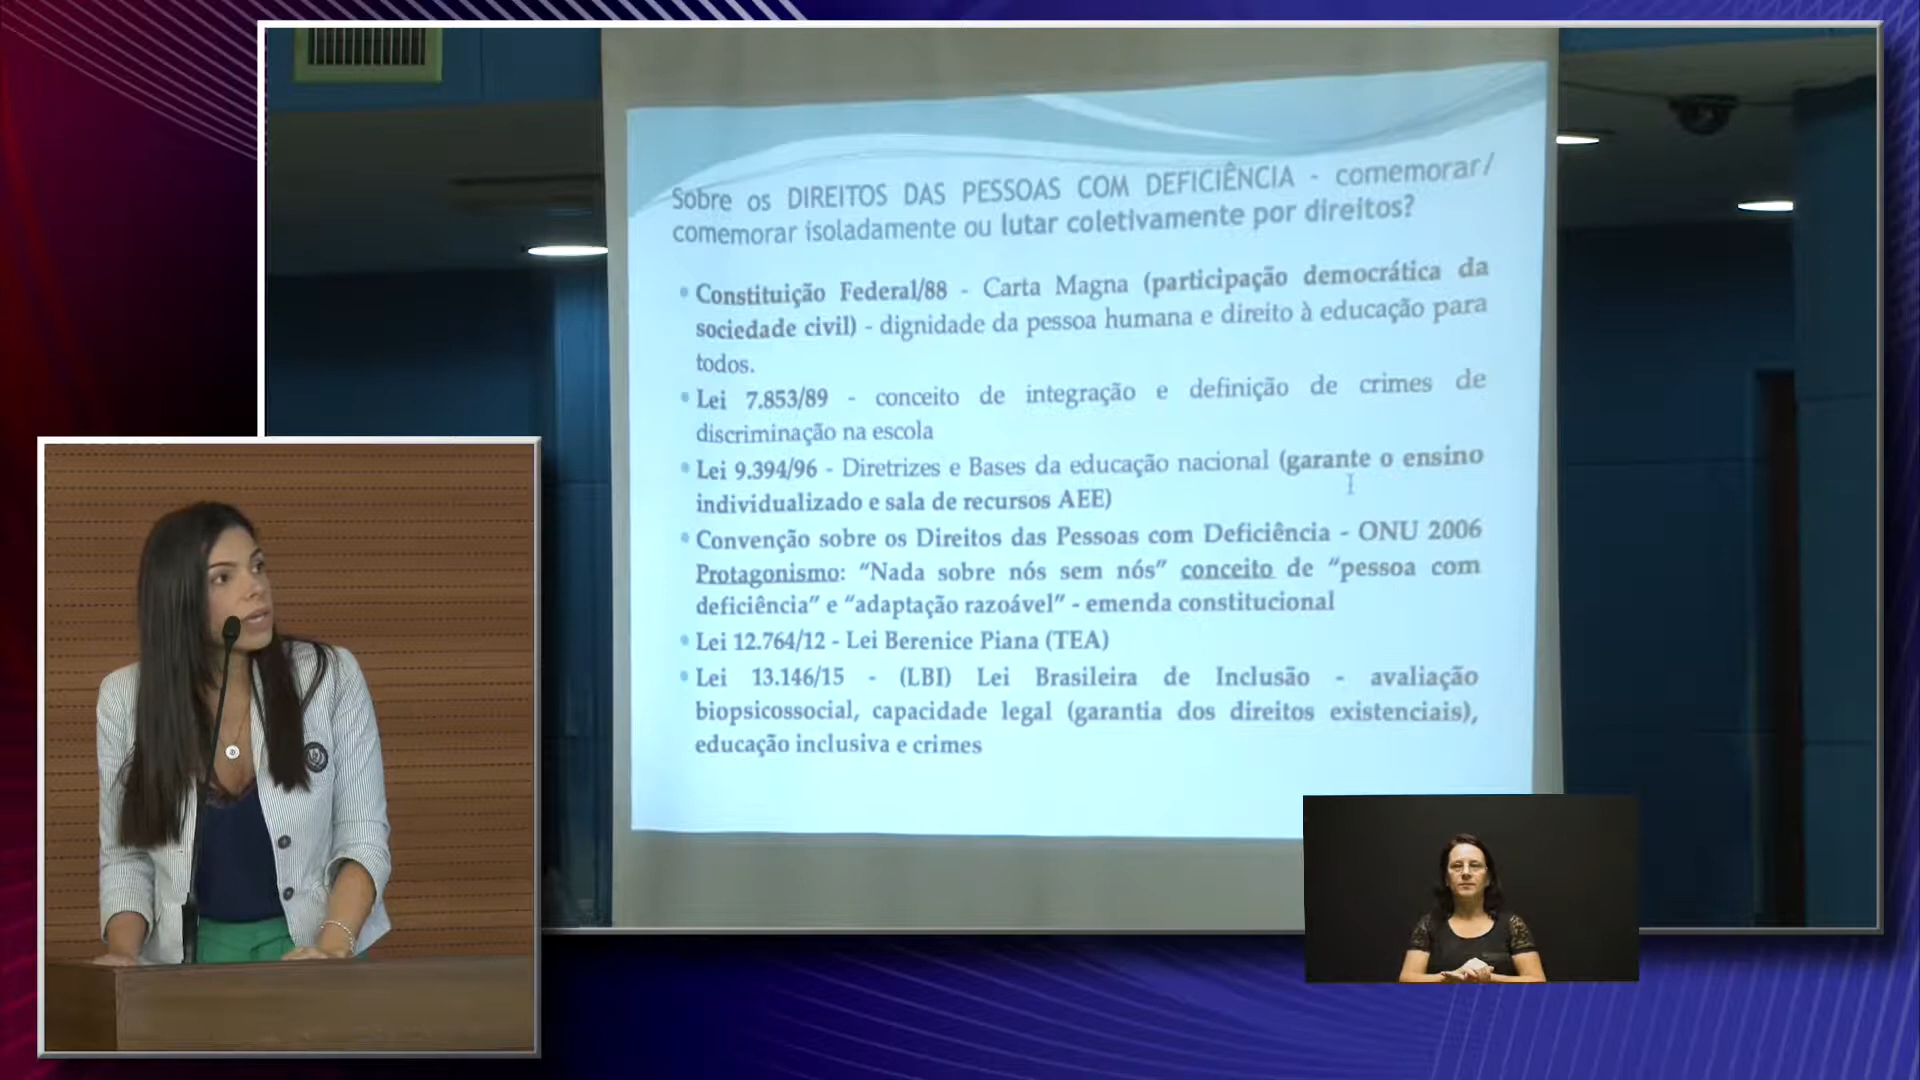 Sobre os DIREITOS DAS PESSOAS COM DEFICIÊNCIA - comemorar/
comemorar isoladamente ou lutar coletivamente por direitos?
• Constituição Federal/88 - Carta Magna (participação democrática da
sociedade civil) - dignidade da pessoa humana e direito à educação para
todos.
• Lei 7.853/89 - conceito de integração e definição de crimes de
discriminação na escola
• Lei 9.394/96 - Diretrizes e Bases da educação nacional (garante o ensino
individualizado e sala de recursos AEE)
• Convenção sobre os Direitos das Pessoas com Deficiência - ONU 2006
Protagonismo: "Nada sobre nós sem nós" conceito de "pessoa com
deficiência" e "adaptação razoável" - emenda constitucional
• Lei 12.764/12 - Lei Berenice Piana (TEA)
• Lei 13.146/15 - (LBI) Lei Brasileira de Inclusão - avaliação
biopsicossocial, capacidade legal (garantia dos direitos existenciais),
educação inclusiva e crimes